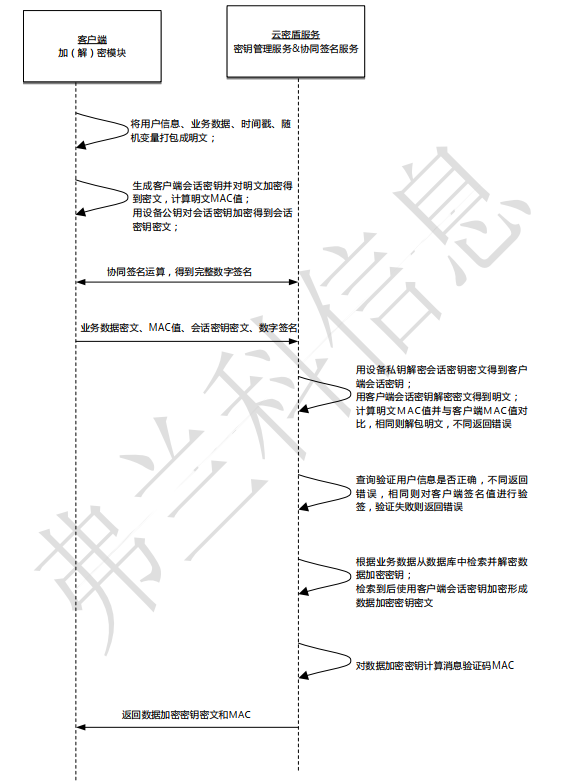 客户端
加（解）密模块
云密盾服务
密钥管理服务&协同签名服务
将用户信息、业务数据、时间戳、随
机变量打包成明文；
生成客户端会话密钥并对明文加密得
到密文，计算明文MAC值；
用设备公钥对会话密钥加密得到会话
密钥密文；
协同签名运算，得到完整数字签名
业务数据密文、MAC值、会话密钥密文、数字签名
用设备私钥解密会话密钥密文得到客户
端会话密钥；
用客户端会话密钥解密密文得到明文；
计算明文MAC值并与客户端MAC值对
比，相同则解包明文，不同返回错误
查询验证用户信息是否正确，不同返回
错误，相同则对客户端签名值进行验
签，验证失败则返回错误
根据业务数据从数据库中检索并解密数
据加密密钥；
检索到后使用客户端会话密钥加密形成
数据加密密钥密文
对数据加密密钥计算消息验证码MAC
返回数据加密密钥密文和MAC
弗兰科信息